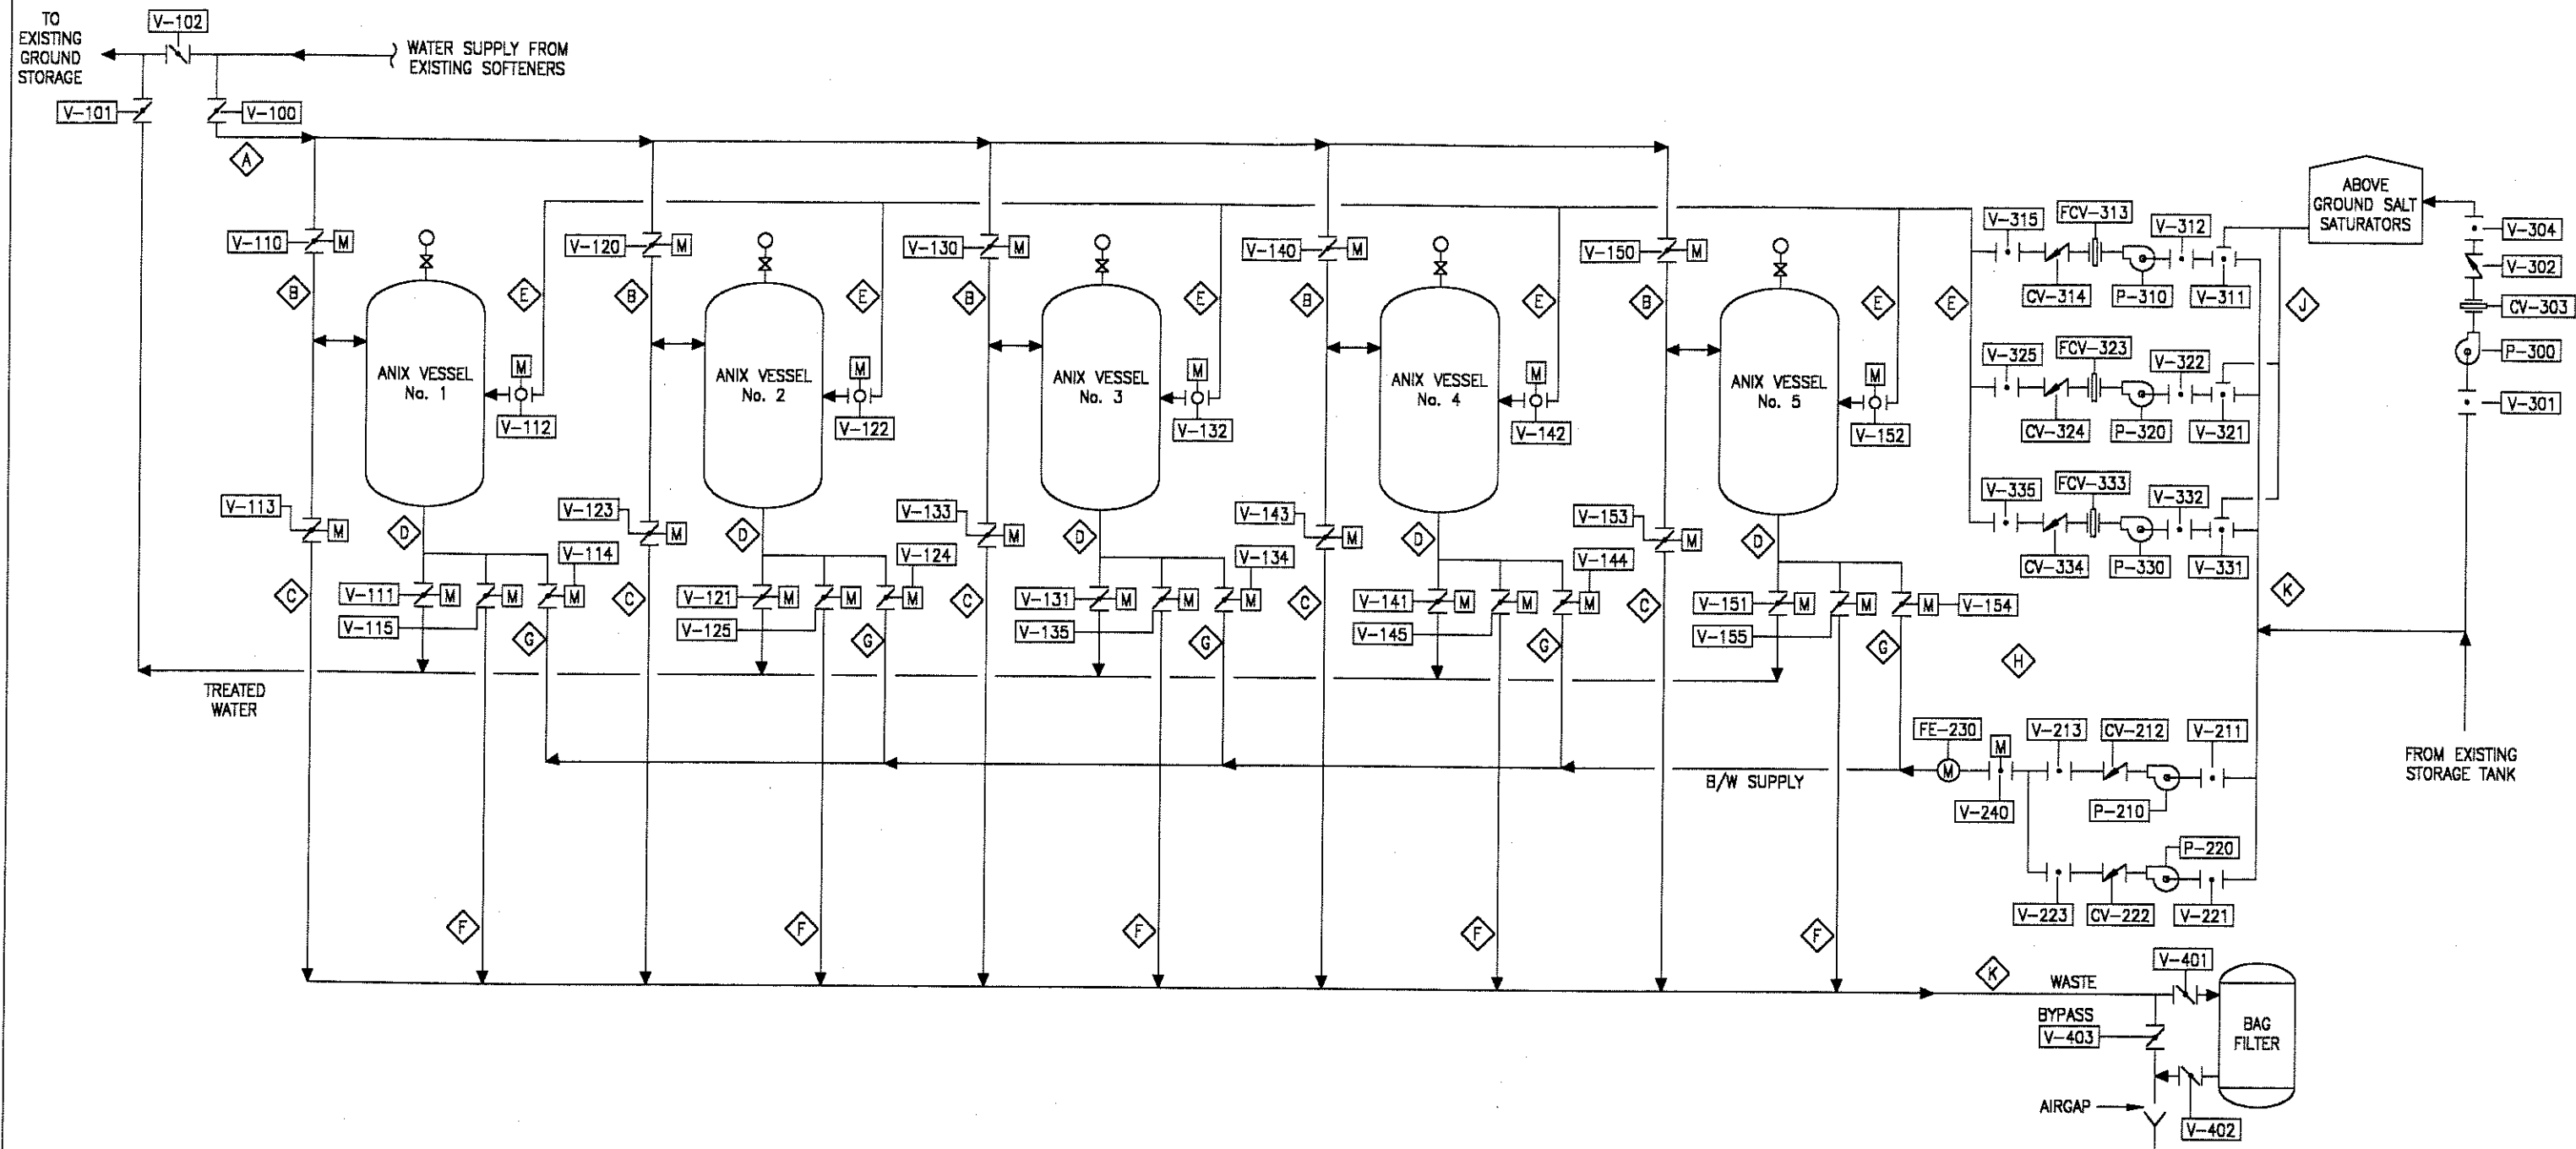 TO
EXISTING
GROUND
STORAGE
V-102
WATER SUPPLY FROM
EXISTING SOFTENERS
V-101
V-100
A
V-110
M
V-120
M
V-130
M
V-140
M
V-150
M
B
E
B
E
B
E
B
E
B
E
E
ANIX VESSEL
No. 1
M
V-112
ANIX VESSEL
No. 2
M
V-122
ANIX VESSEL
No. 3
M
V-132
ANIX VESSEL
No. 4
M
V-142
ANIX VESSEL
No. 5
M
V-152
V-315
FCV-313
V-312
CV-314
P-310
V-311
J
V-325
FCV-323
V-322
CV-324
P-320
V-321
V-335
FCV-333
V-332
CV-334
P-330
V-331
ABOVE
GROUND SALT
SATURATORS
V-304
V-302
CV-303
P-300
V-301
V-113
M
D
V-114
V-123
M
D
V-124
V-133
M
D
V-134
V-143
M
D
V-144
V-153
M
D
C
V-111
M
M
M
V-115
G
C
V-121
M
M
M
V-125
G
C
V-131
M
M
M
V-135
G
C
V-141
M
M
M
V-145
G
C
V-151
M
M
M
V-154
V-155
G
K
H
TREATED
WATER
B/W SUPPLY
FE-230
M
M
V-240
V-213
CV-212
V-211
P-210
P-220
V-223
CV-222
V-221
FROM EXISTING
STORAGE TANK
F
F
F
F
F
K
WASTE
V-401
BYPASS
V-403
BAG
FILTER
AIRGAP
V-402